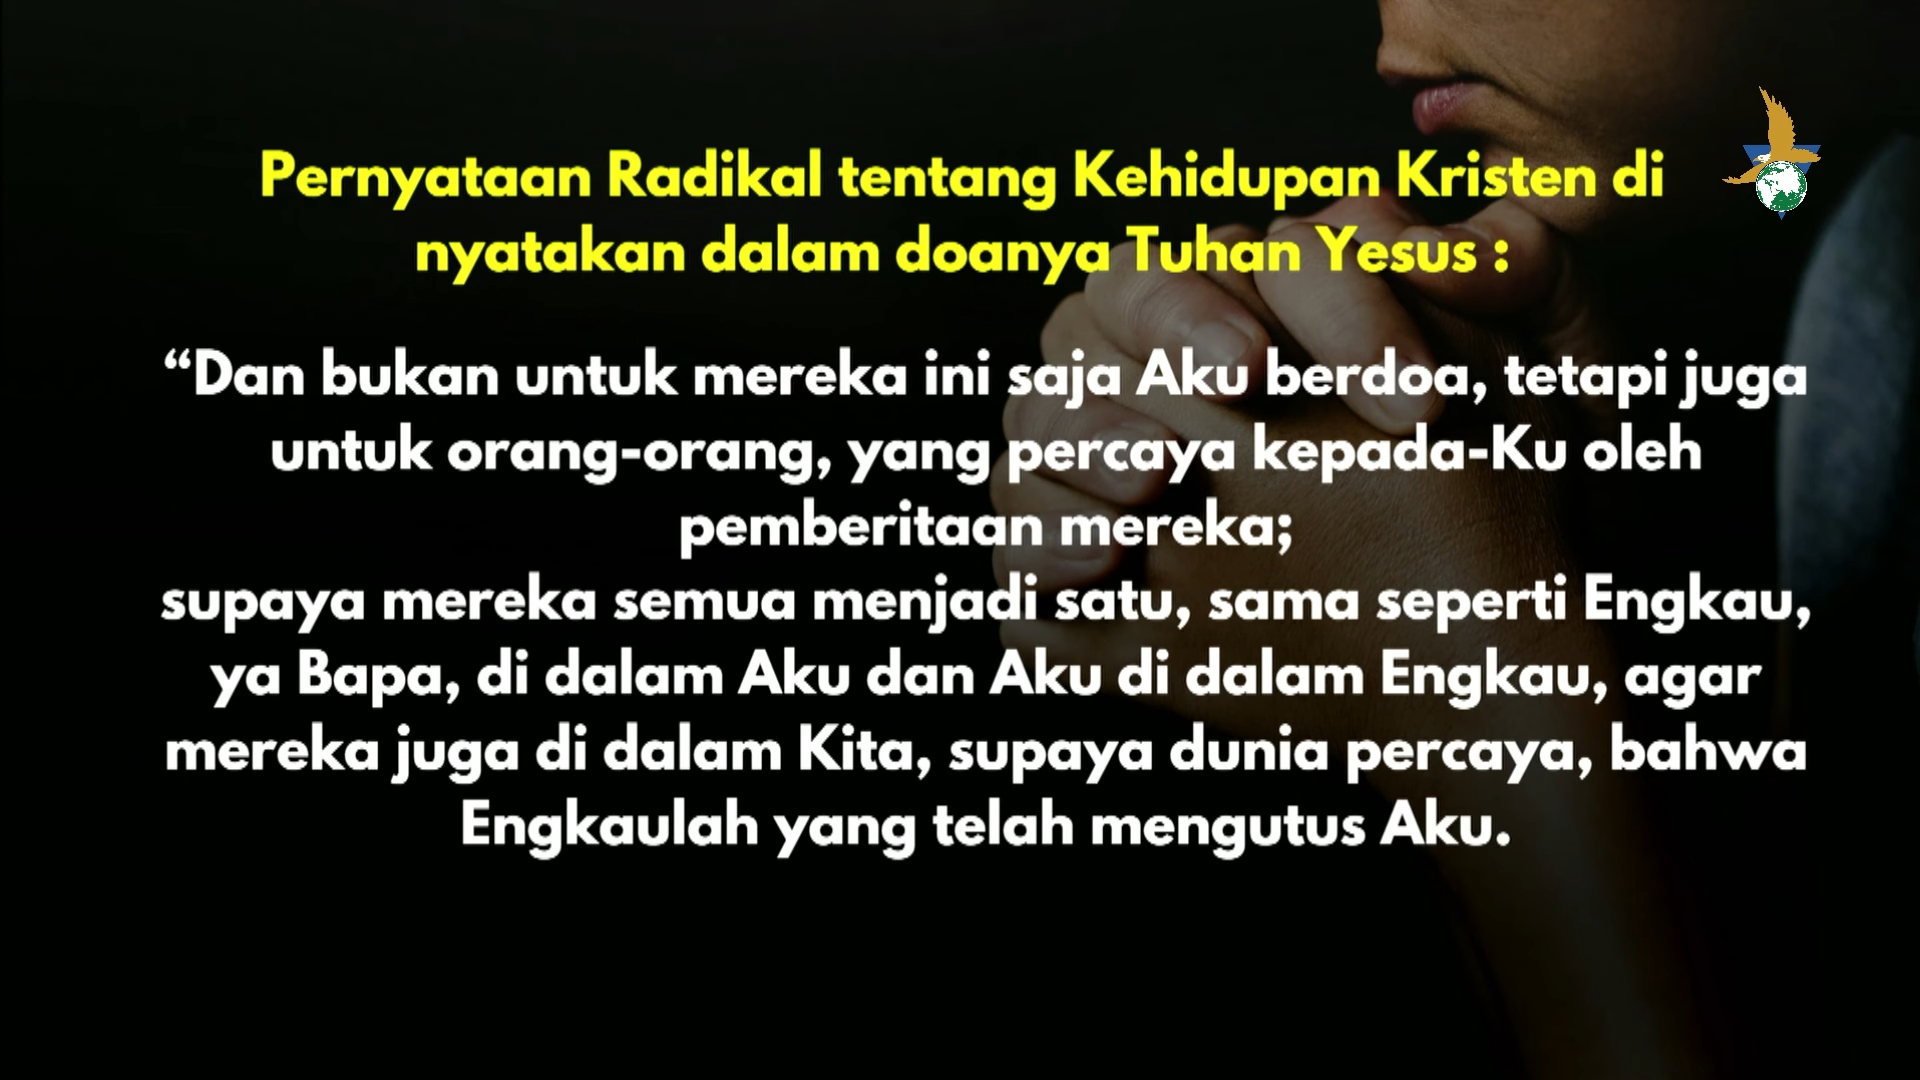 Pernyataan Radikal tentang Kehidupan Kristen di
nyatakan dalam doanya Tuhan Yesus :
“Dan bukan untuk mereka ini saja Aku berdoa, tetapi juga
untuk orang-orang, yang percaya kepada-Ku oleh
pemberitaan mereka;
supaya mereka semua menjadi satu, sama seperti Engkau,
ya Bapa, di dalam Aku dan Aku di dalam Engkau, agar
mereka juga di dalam Kita, supaya dunia percaya, bahwa
Engkaulah yang telah mengutus Aku.